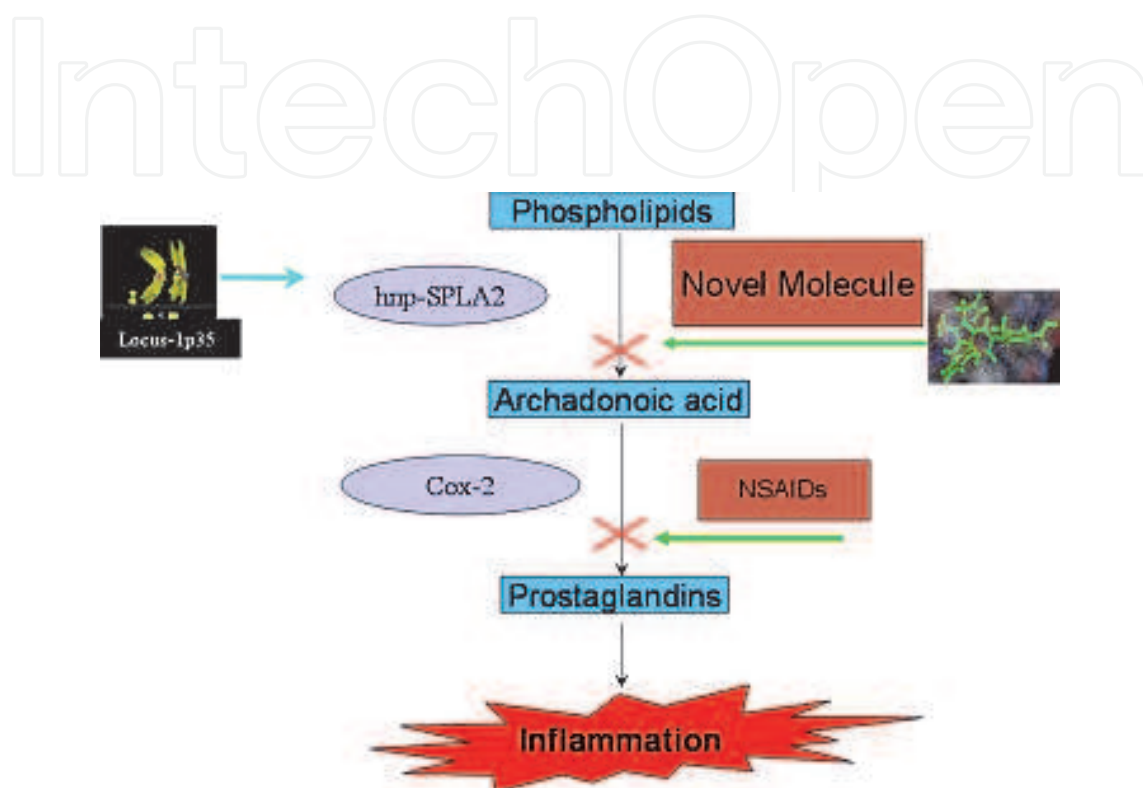 IntechOpen
Phospholipids
hnp-SPLA2
Novel Molecule
Locus-1p35
Archadonoic acid
Cox-2
NSAIDs
Prostaglandins
Inflammation